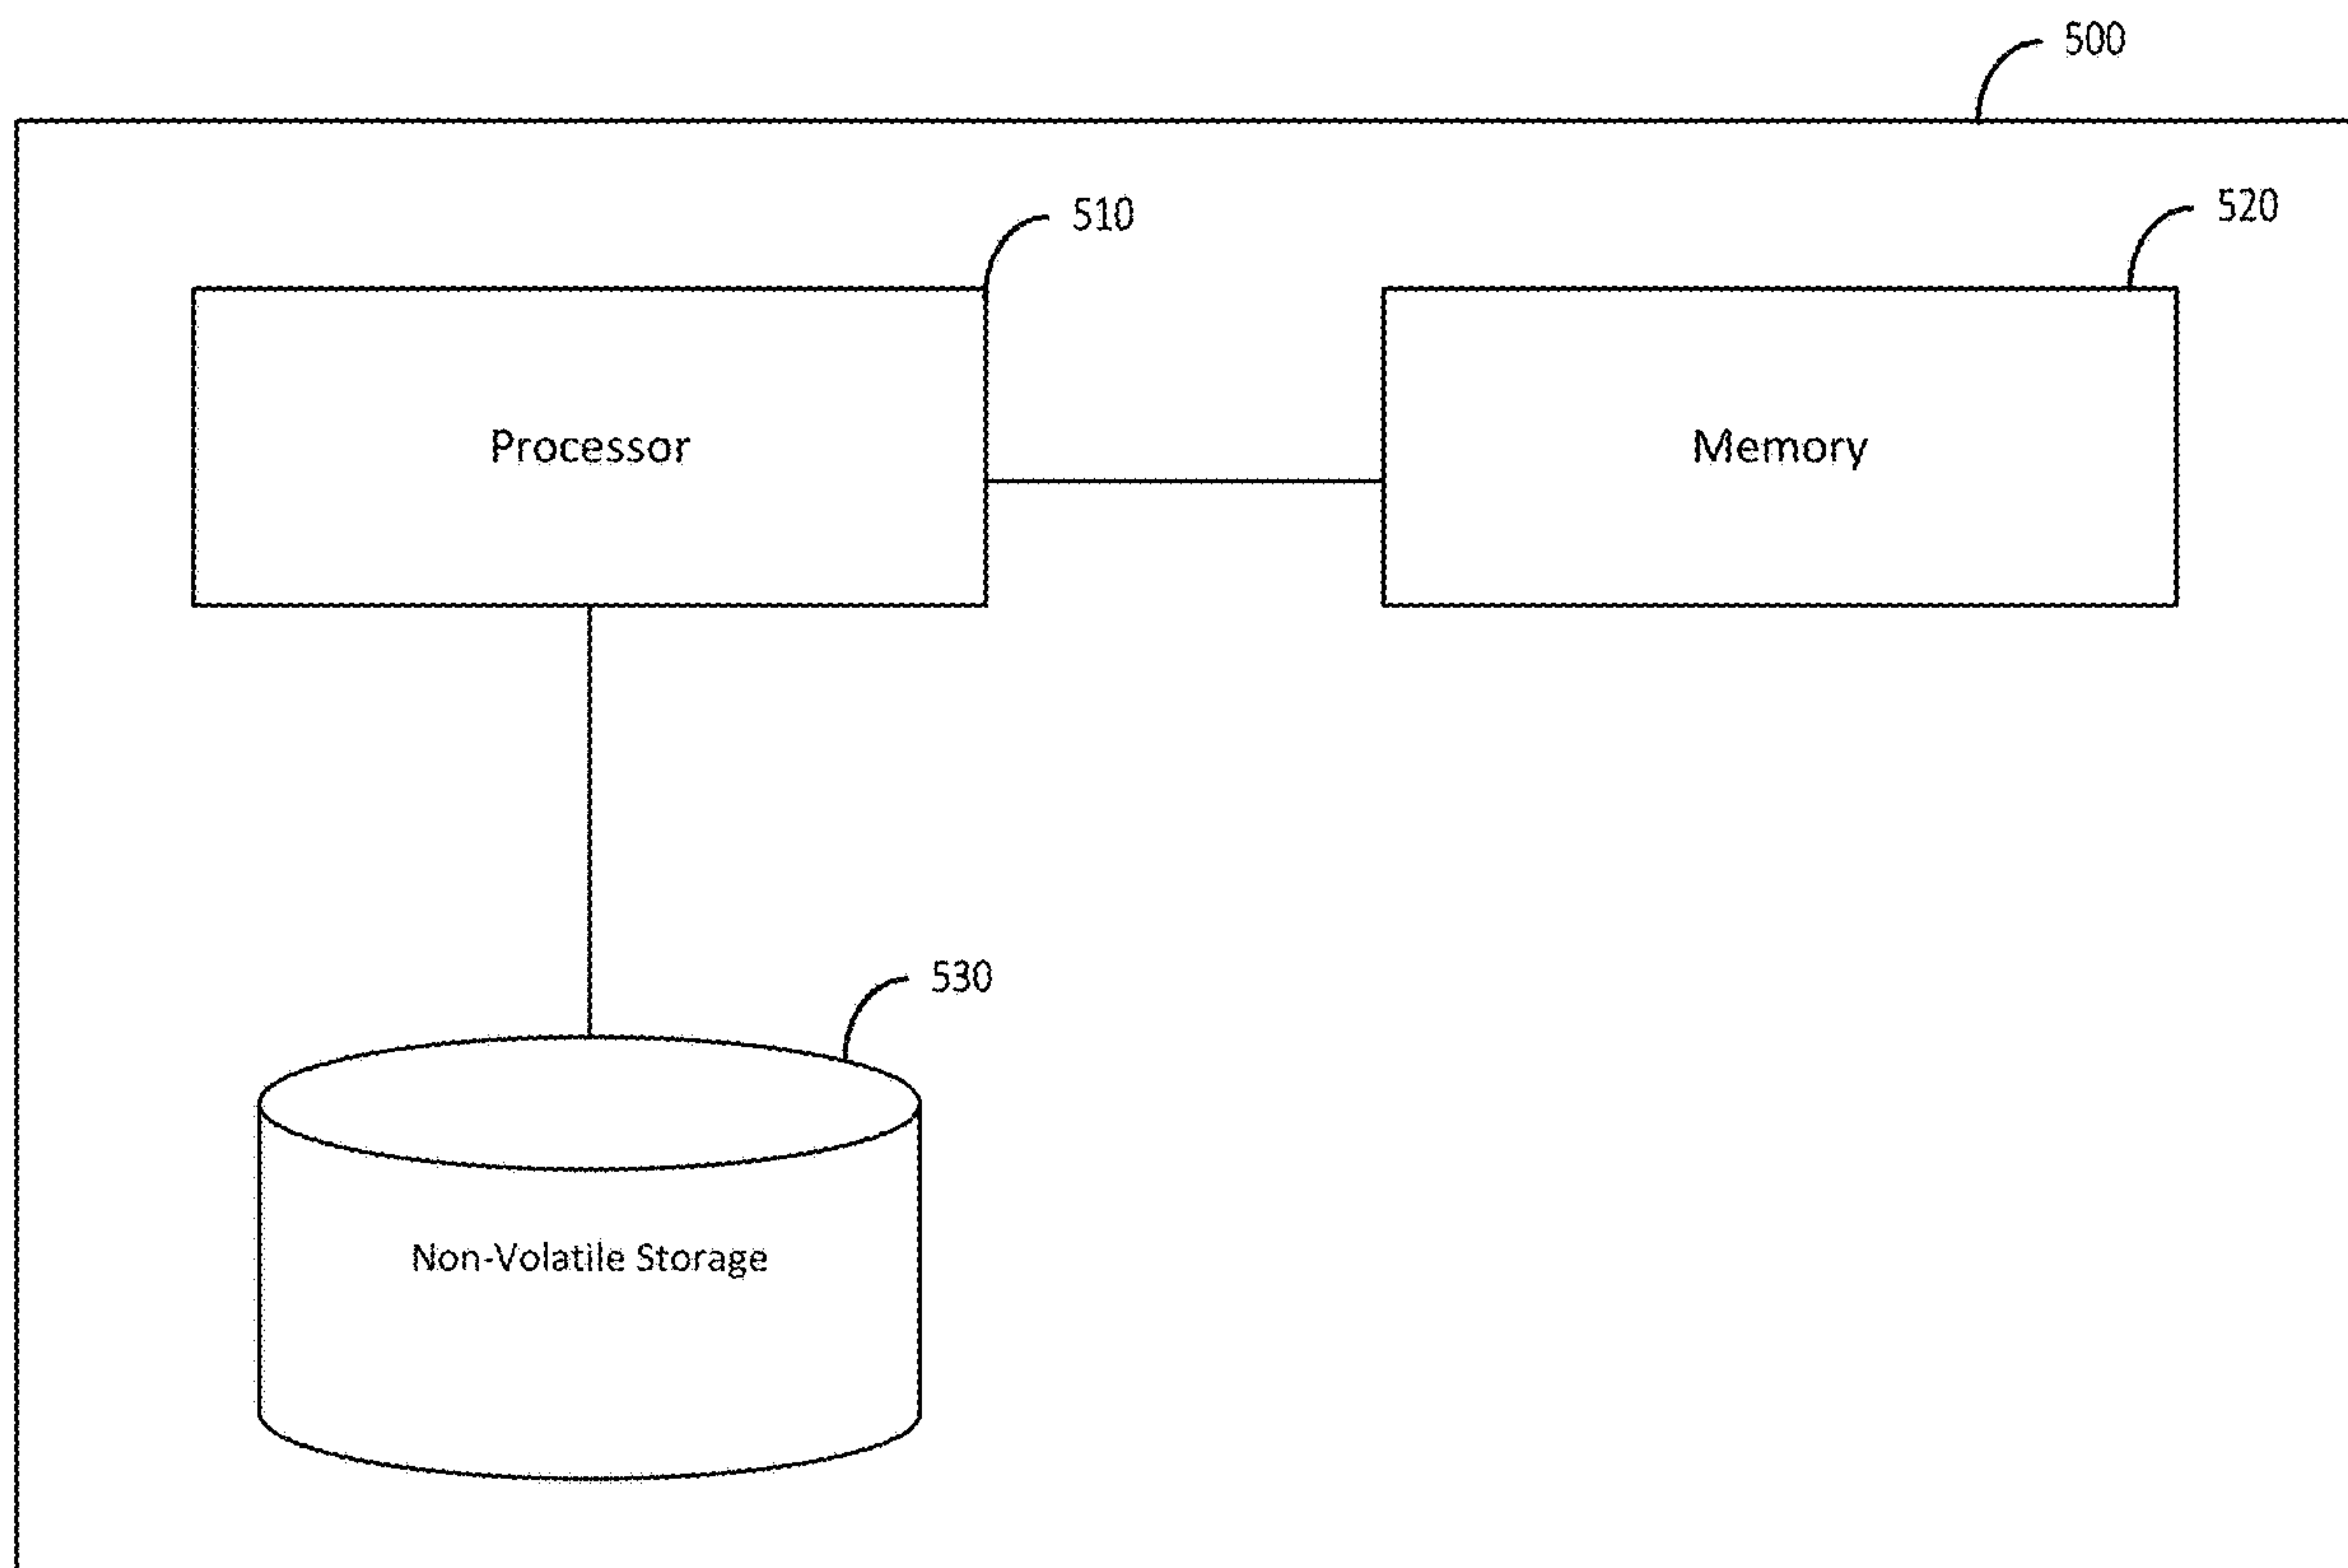 500
510
520
Processor
Memory
530
Non-Volatile Storage